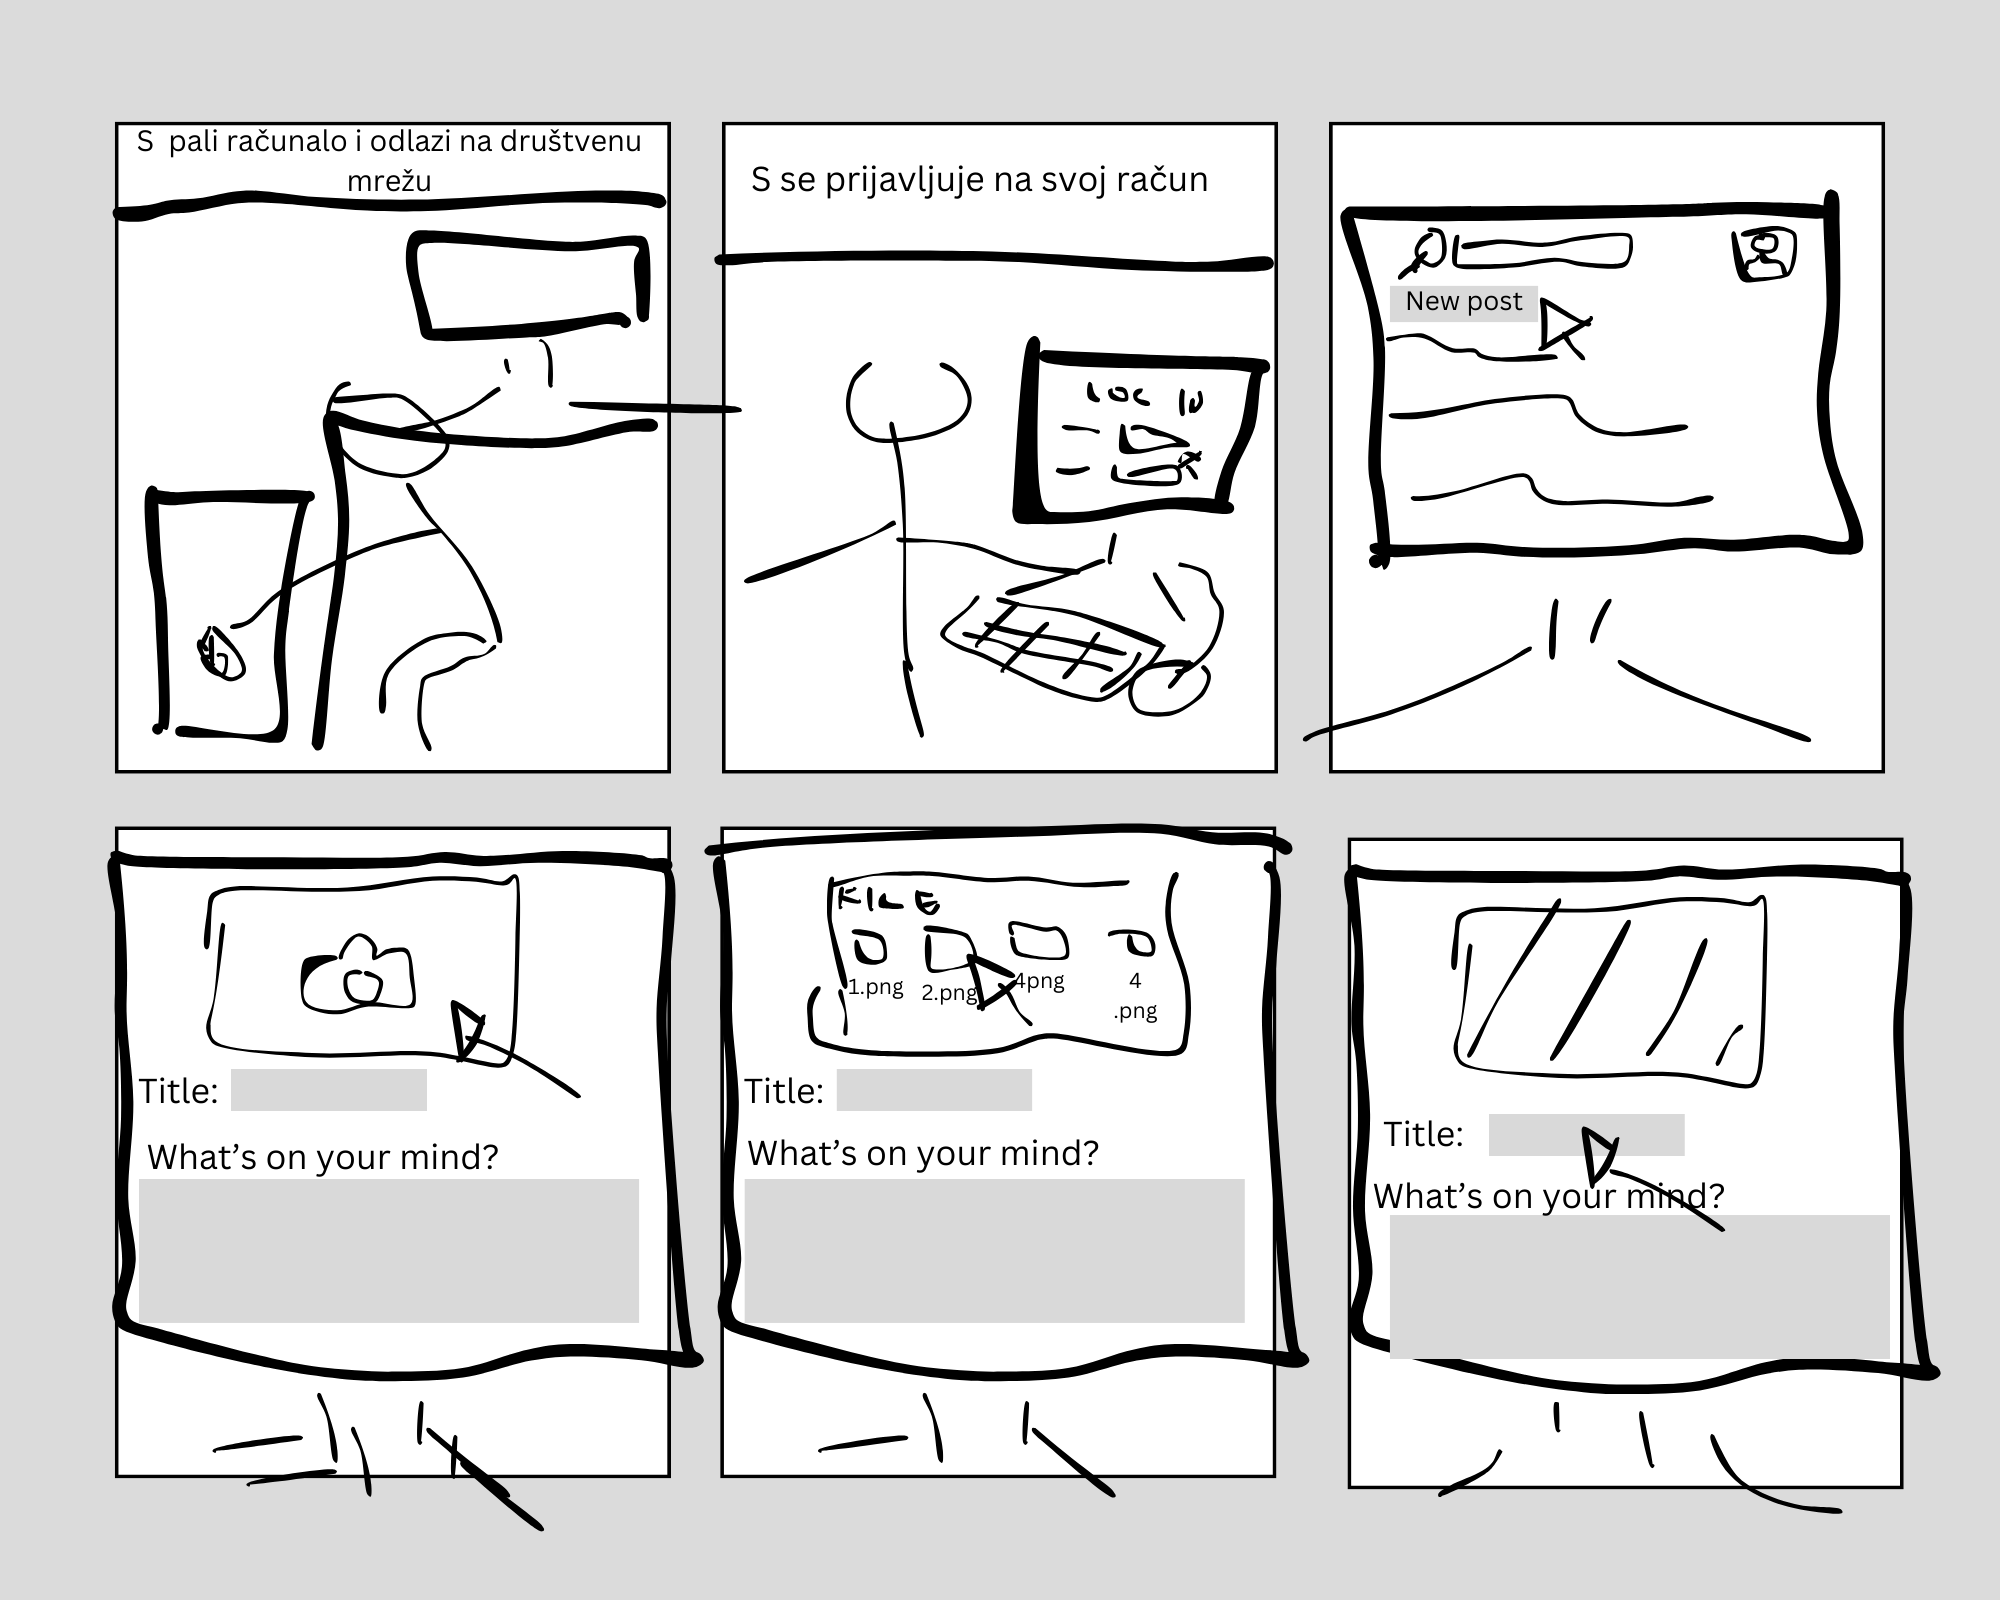 S pali računalo i odlazi na društvenu
mrežu
S se prijavljuje na svoj račun
LOG IN
New post
Title:
What's on your mind?
FILE
1.png
2.png
4png
4
.png
Title:
What's on your mind?
Title:
What's on your mind?